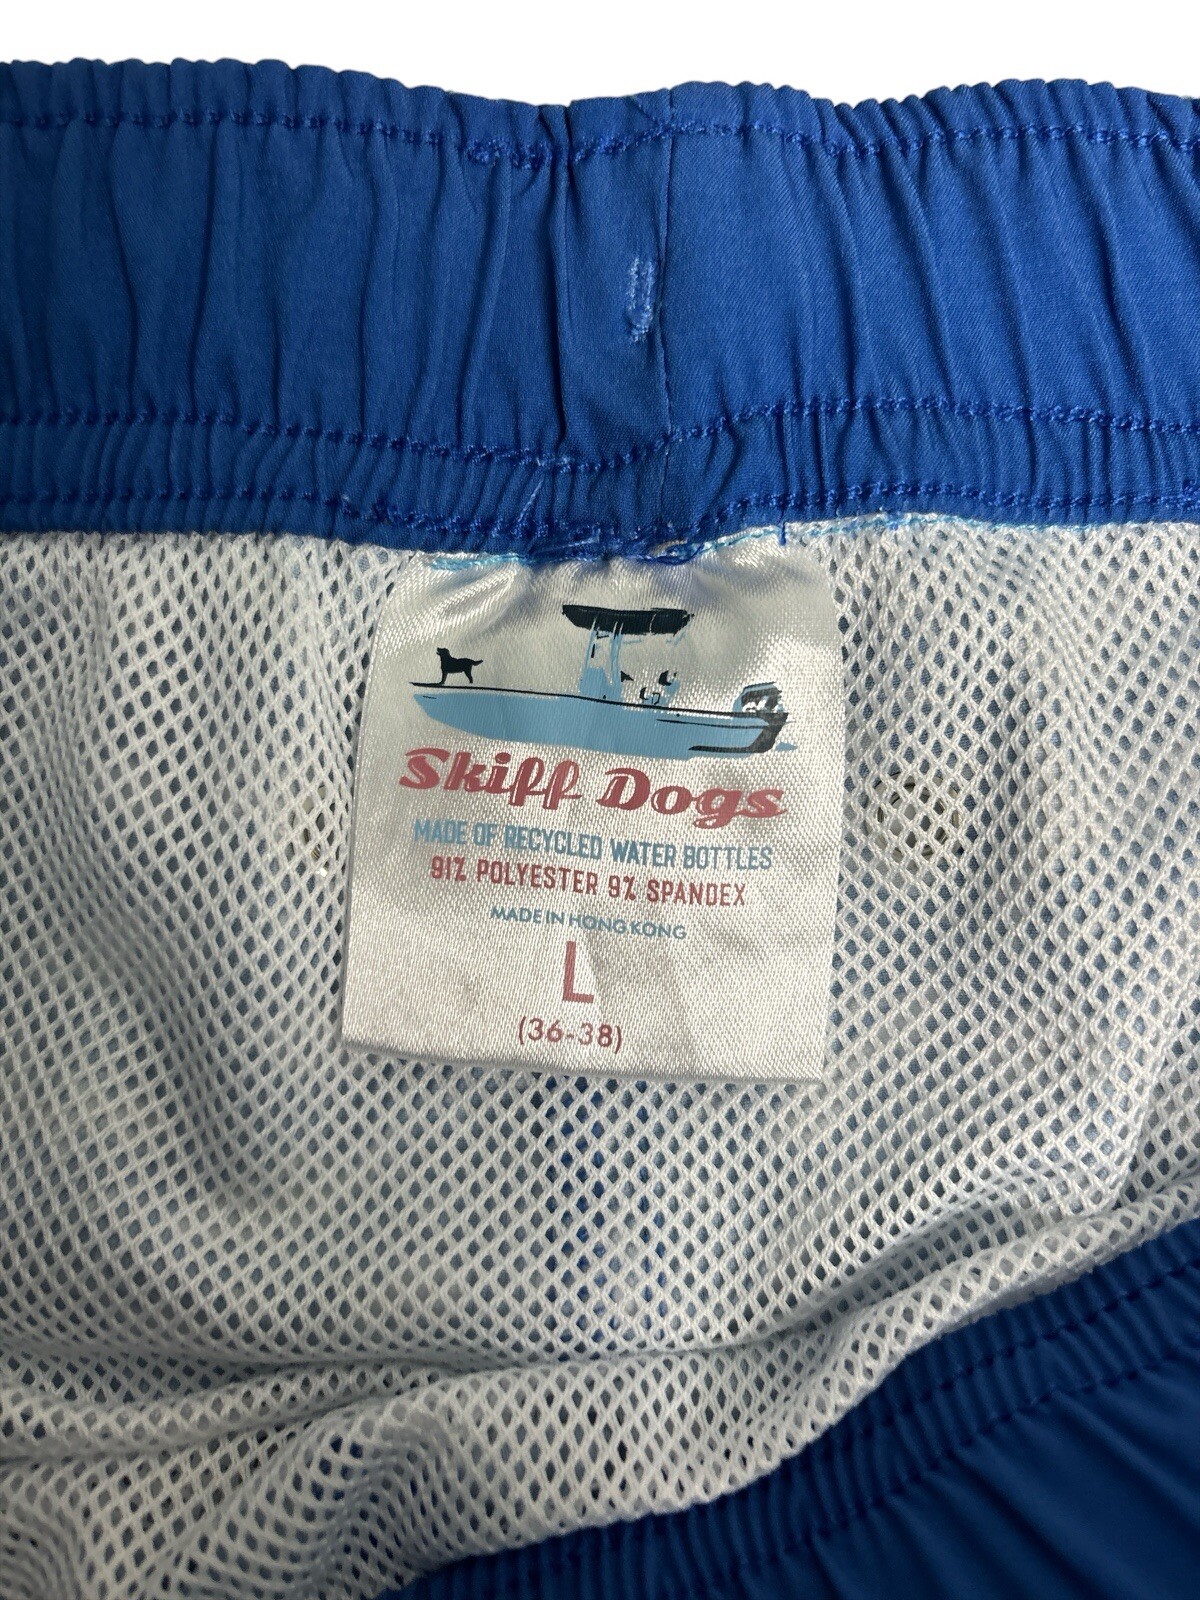 Skiff Dogs
MADE OF RECYCLED WATER BOTTLES
91% POLYESTER 9% SPANDEX
MADE IN HONG KONG
L
(36-38)